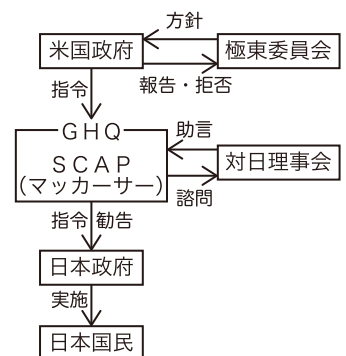 方針
米国政府
極東委員会
報告・拒否
指令
GHQ
助言
SCAP
(マッカーサー)
対日理事会
諮問
指令 勧告
日本政府
実施
日本国民